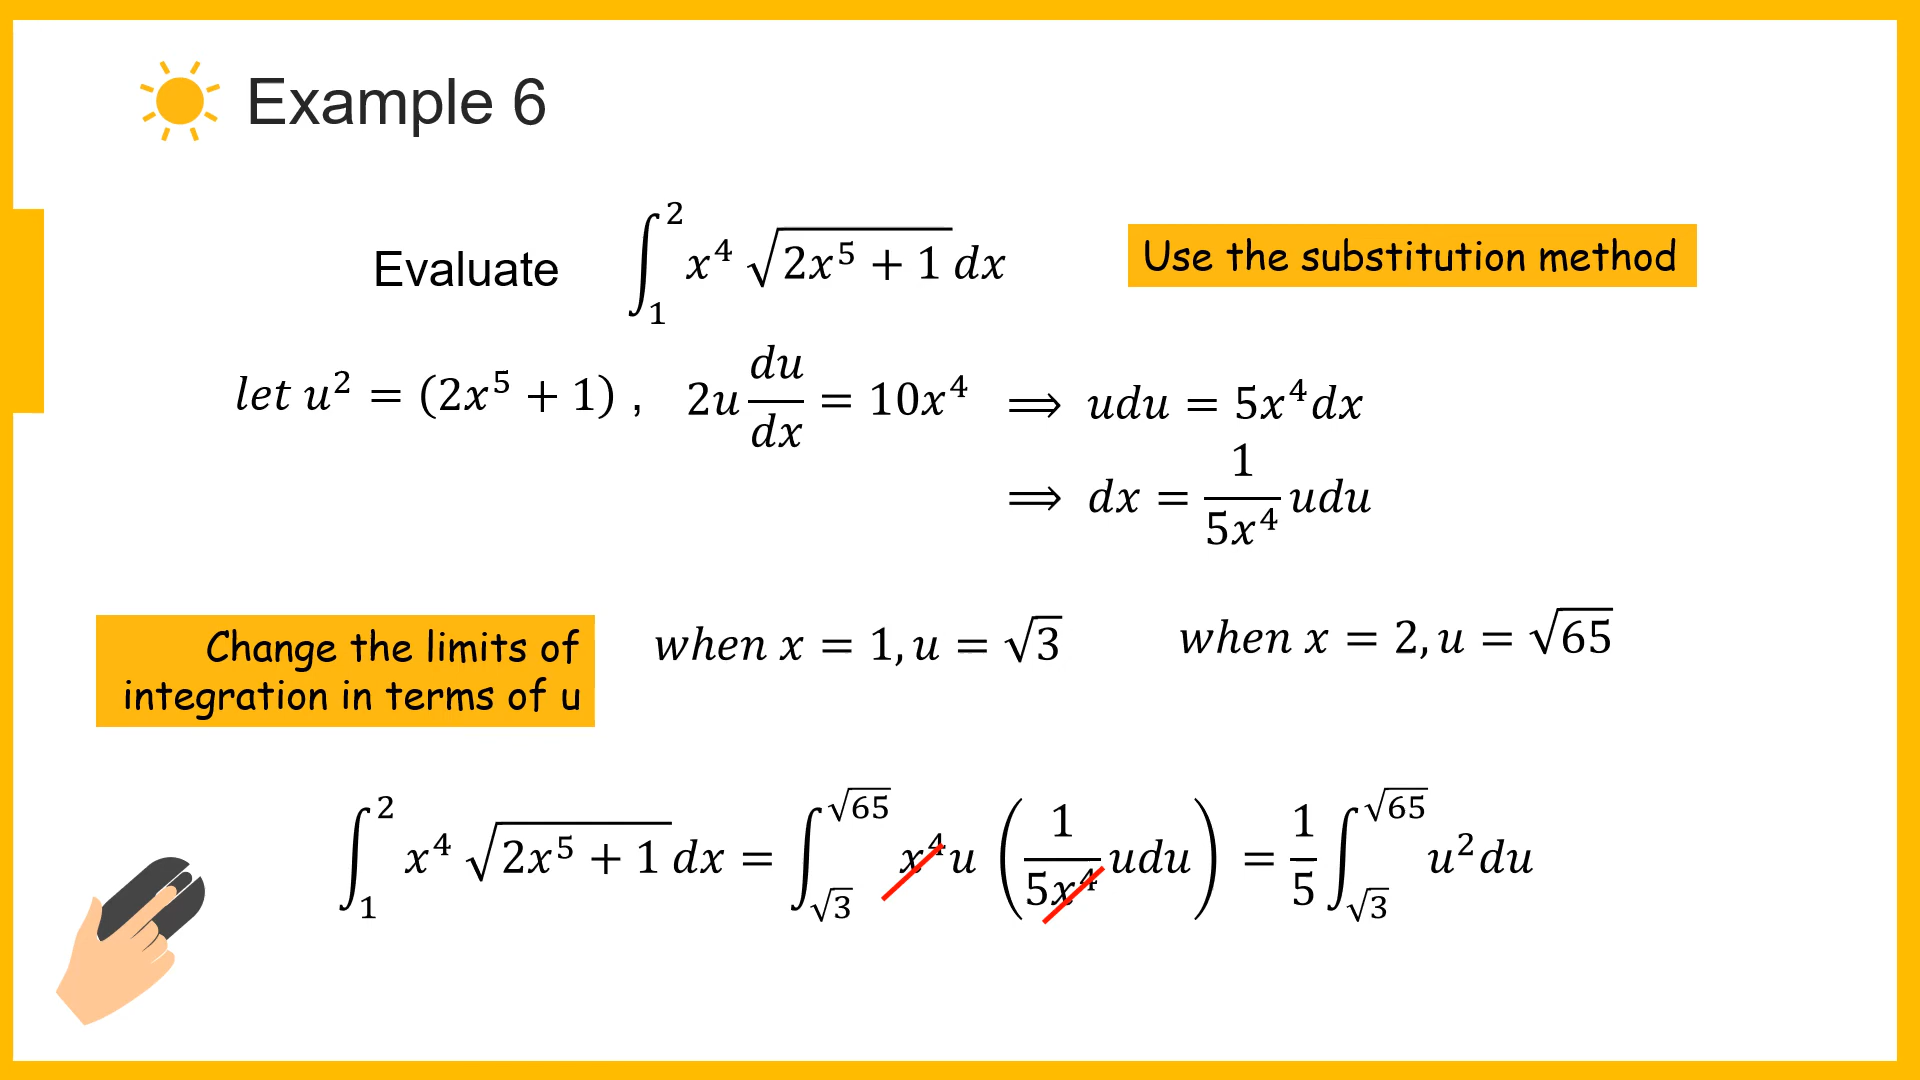 Example 6
Evaluate ∫₁² x⁴ √(2x⁵ + 1) dx
Use the substitution method
let u² = (2x⁵ + 1) , 2u du/dx = 10x⁴ ⟹ udu = 5x⁴dx
⟹ dx = 1/(5x⁴) udu
Change the limits of
integration in terms of u
when x = 1, u = √3
when x = 2, u = √65
∫₁² x⁴ √(2x⁵ + 1) dx = ∫_√3^√65 x⁴u (1/(5x⁴) udu) = 1/5 ∫_√3^√65 u²du